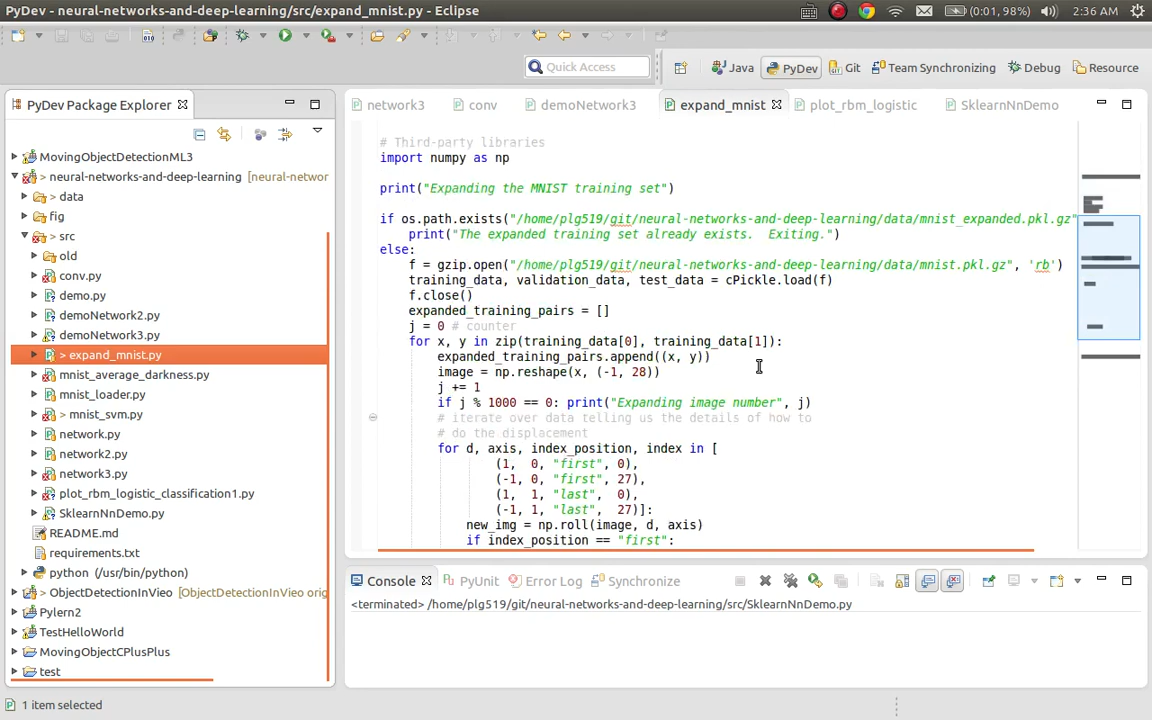 PyDev - neural-networks-and-deep-learning/src/expand_mnist.py - Eclipse
(0:01, 98%) 2:36 AM
Quick Access
Java PyDev Git Team Synchronizing Debug Resource
PyDev Package Explorer
MovingObjectDetectionML3
neural-networks-and-deep-learning [neural-networ
> data
> fig
> src
old
conv.py
demo.py
demoNetwork2.py
demoNetwork3.py
> expand_mnist.py
mnist_average_darkness.py
mnist_loader.py
> mnist_svm.py
network.py
network2.py
network3.py
plot_rbm_logistic_classification1.py
SklearnNnDemo.py
README.md
requirements.txt
python (/usr/bin/python)
> ObjectDetectionInVieo [ObjectDetectionInVieo orig
Pylern2
TestHelloWorld
MovingObjectCPlusPlus
test
network3 conv demoNetwork3 expand_mnist plot_rbm_logistic SklearnNnDemo
# Third-party libraries
import numpy as np
print("Expanding the MNIST training set")
if os.path.exists("/home/plg519/git/neural-networks-and-deep-learning/data/mnist_expanded.pkl.gz"
print("The expanded training set already exists.  Exiting.")
else:
f = gzip.open("/home/plg519/git/neural-networks-and-deep-learning/data/mnist.pkl.gz", 'rb')
training_data, validation_data, test_data = cPickle.load(f)
f.close()
expanded_training_pairs = []
j = 0 # counter
for x, y in zip(training_data[0], training_data[1]):
expanded_training_pairs.append((x, y))
image = np.reshape(x, (-1, 28))
j += 1
if j % 1000 == 0: print("Expanding image number", j)
# iterate over data telling us the details of how to
# do the displacement
for d, axis, index_position, index in [
(1,  0, "first", 0),
(-1, 0, "first", 27),
(1,  1, "last",  0),
(-1, 1, "last",  27)]:
new_img = np.roll(image, d, axis)
if index_position == "first":
Console PyUnit Error Log Synchronize
<terminated> /home/plg519/git/neural-networks-and-deep-learning/src/SklearnNnDemo.py
1 item selected